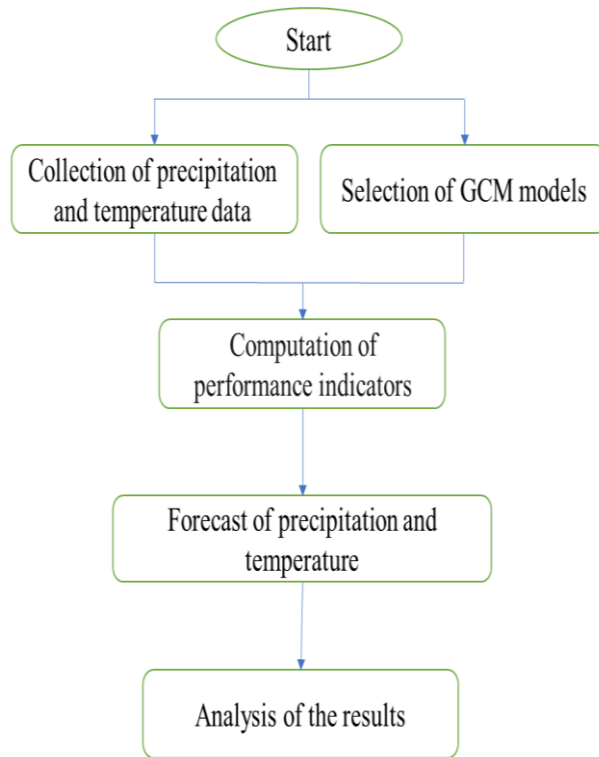 Start
Collection of precipitation
and temperature data
Selection of GCM models
Computation of
performance indicators
Forecast of precipitation and
temperature
Analysis of the results